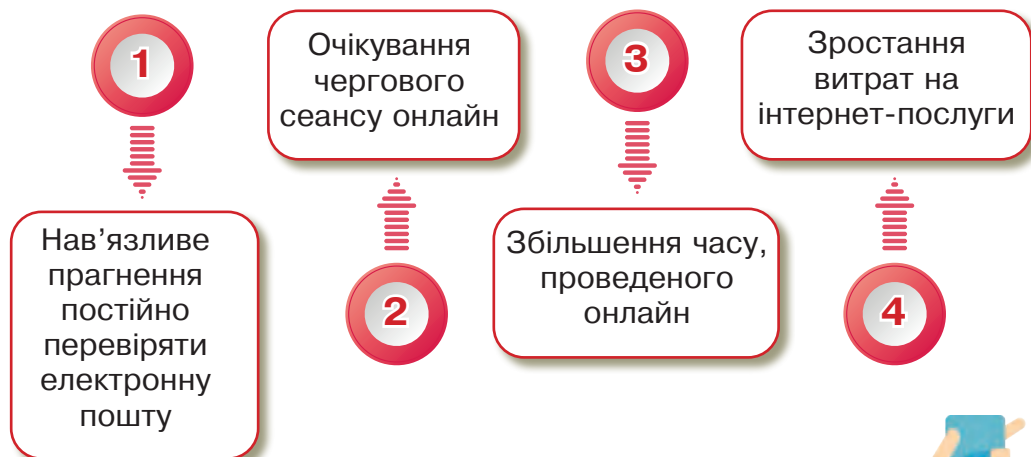 1
Нав’язливе
прагнення
постійно
перевіряти
електронну
пошту
Очікування
чергового
сеансу онлайн
2
3
Збільшення часу,
проведеного
онлайн
Зростання
витрат на
інтернет-послуги
4